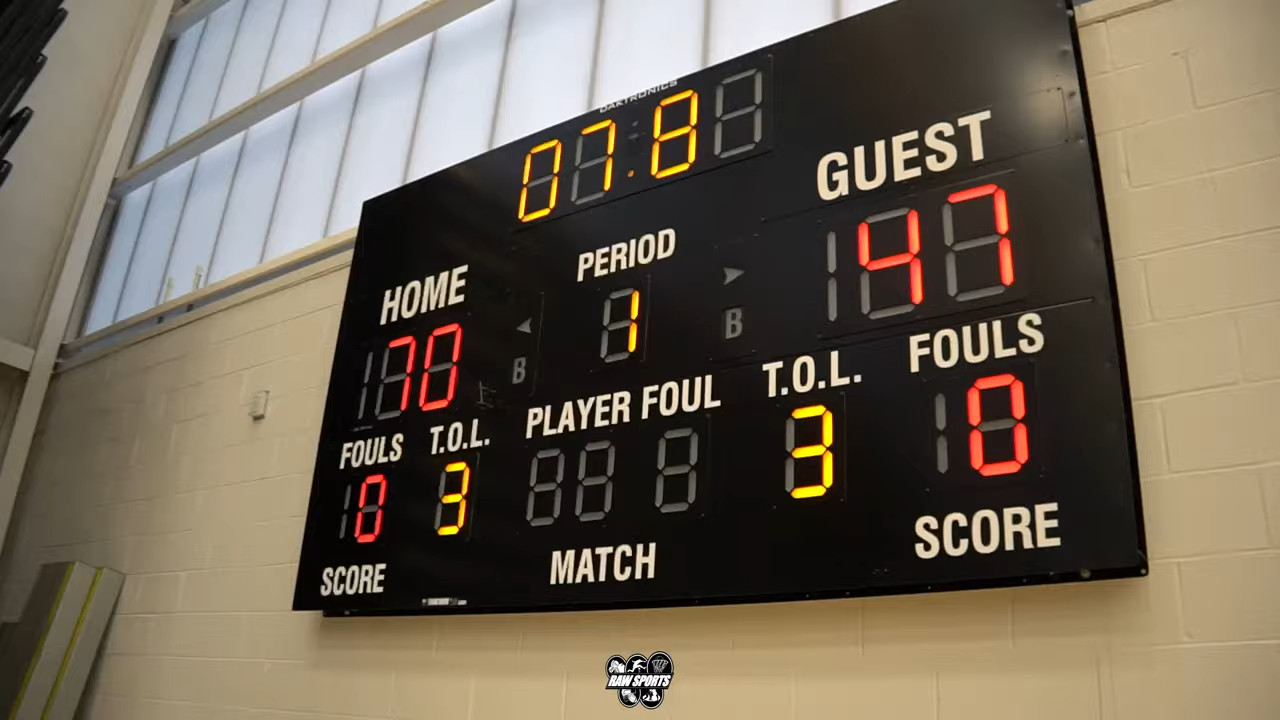 DAKTRONICS
07.8
GUEST
47
PERIOD
1
HOME
70
B
B
FOULS
0
T.O.L.
3
PLAYER FOUL
T.O.L.
3
FOULS
0
SCORE
MATCH
SCORE
RAW SPORTS